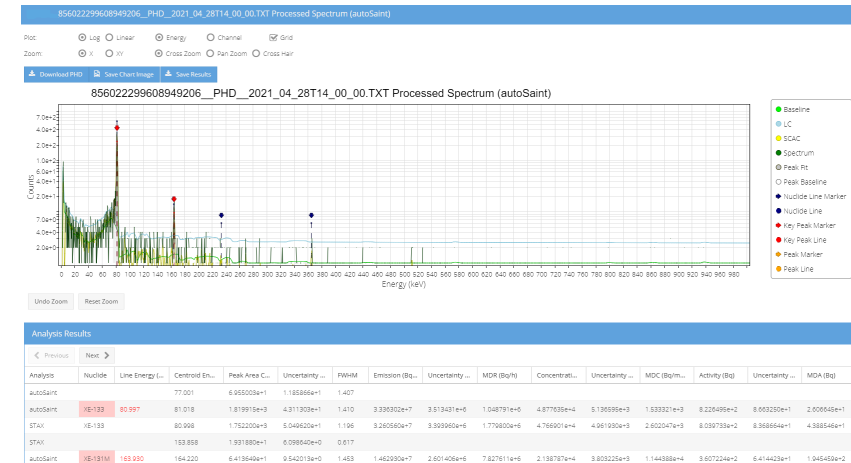 856022299608949206__PHD__2021_04_28T14_00_00.TXT Processed Spectrum (autoSaint)
Plot: Log Linear Energy Channel Grid
Zoom: X XY Cross Zoom Pan Zoom Cross Hair
Download PHD Save Chart Image Save Results
856022299608949206__PHD__2021_04_28T14_00_00.TXT Processed Spectrum (autoSaint)
7.0e+2
4.0e+2
2.0e+2
1.0e+2
6.0e+1
4.0e+1
2.0e+1
7.0e+0
4.0e+0
2.0e+0
Counts
0 20 40 60 80 100 120 140 160 180 200 220 240 260 280 300 320 340 360 380 400 420 440 460 480 500 520 540 560 580 600 620 640 660 680 700 720 740 760 780 800 820 840 860 880 900 920 940 960 980
Energy (keV)
Baseline
LC
SCAC
Spectrum
Peak Fit
Peak Baseline
Nuclide Line Marker
Nuclide Line
Key Peak Marker
Key Peak Line
Peak Marker
Peak Line
Undo Zoom Reset Zoom
Analysis Results
Previous Next
Analysis Nuclide Line Energy (... Centroid En... Peak Area C... Uncertainty ... FWHM Emission (Bq... Uncertainty ... MDR (Bq/h) Concentrati... Uncertainty ... MDC (Bq/m... Activity (Bq) Uncertainty ... MDA (Bq)
autoSaint 77.001 6.955003e+1 1.185866e+1 1.407
autoSaint XE-133 80.997 81.018 1.819915e+3 4.311303e+1 1.410 3.336302e+7 3.513431e+6 1.048791e+6 4.877635e+4 5.136595e+3 1.533321e+3 8.226495e+2 8.663250e+1 2.606645e+1
STAX XE-133 80.998 1.752200e+3 5.049620e+1 1.196 3.260560e+7 3.393960e+6 1.779800e+6 4.766901e+4 4.961930e+3 2.602047e+3 8.039733e+2 8.368664e+1 4.388546e+1
STAX 153.858 1.931880e+1 6.098640e+0 0.617
autoSaint XE-131M 163.930 164.220 6.413649e+1 9.542013e+0 1.453 1.462930e+7 2.601406e+6 7.827611e+6 2.138787e+4 3.803225e+3 1.144388e+4 3.607224e+2 6.414423e+1 1.945459e+2